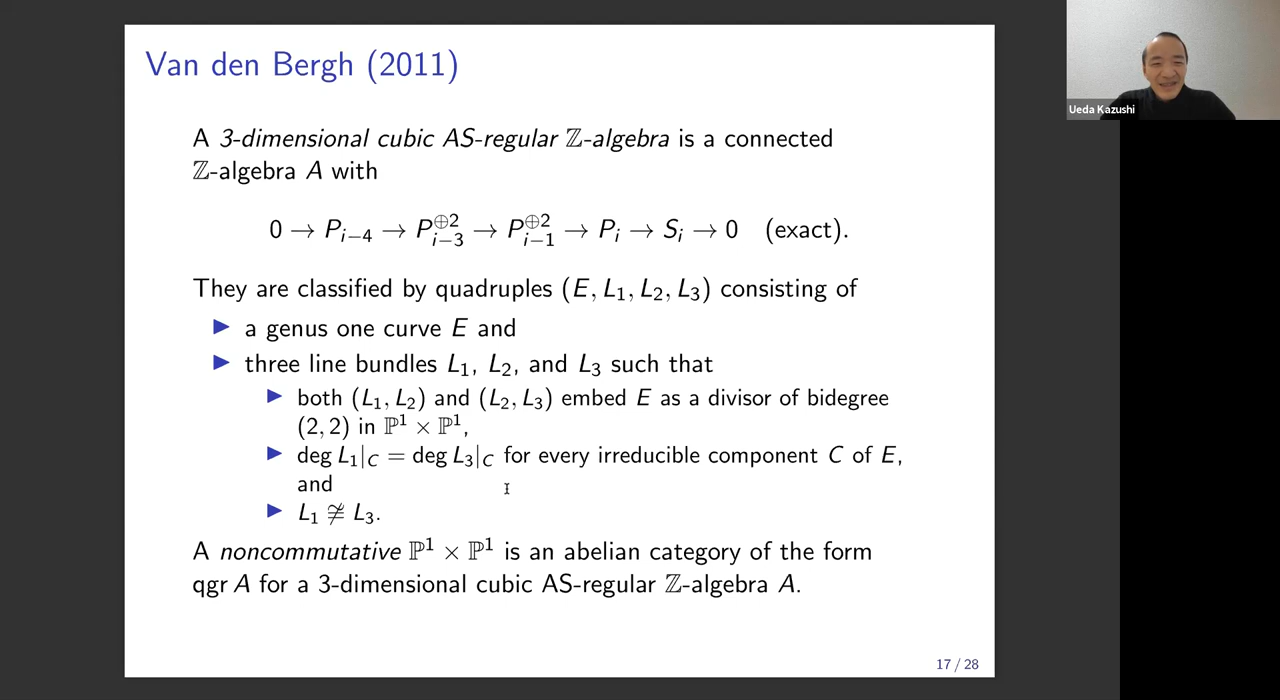 Van den Bergh (2011)
A 3-dimensional cubic AS-regular ℤ-algebra is a connected
ℤ-algebra A with
0 → P_{i−4} → P_{i−3}^{⊕2} → P_{i−1}^{⊕2} → P_i → S_i → 0 (exact).
They are classified by quadruples (E, L₁, L₂, L₃) consisting of
▶ a genus one curve E and
▶ three line bundles L₁, L₂, and L₃ such that
▶ both (L₁, L₂) and (L₂, L₃) embed E as a divisor of bidegree
(2, 2) in ℙ¹ × ℙ¹,
▶ deg L₁|_C = deg L₃|_C for every irreducible component C of E,
and
▶ L₁ ≇ L₃.
A noncommutative ℙ¹ × ℙ¹ is an abelian category of the form
qgr A for a 3-dimensional cubic AS-regular ℤ-algebra A.
17 / 28
Ueda Kazushi